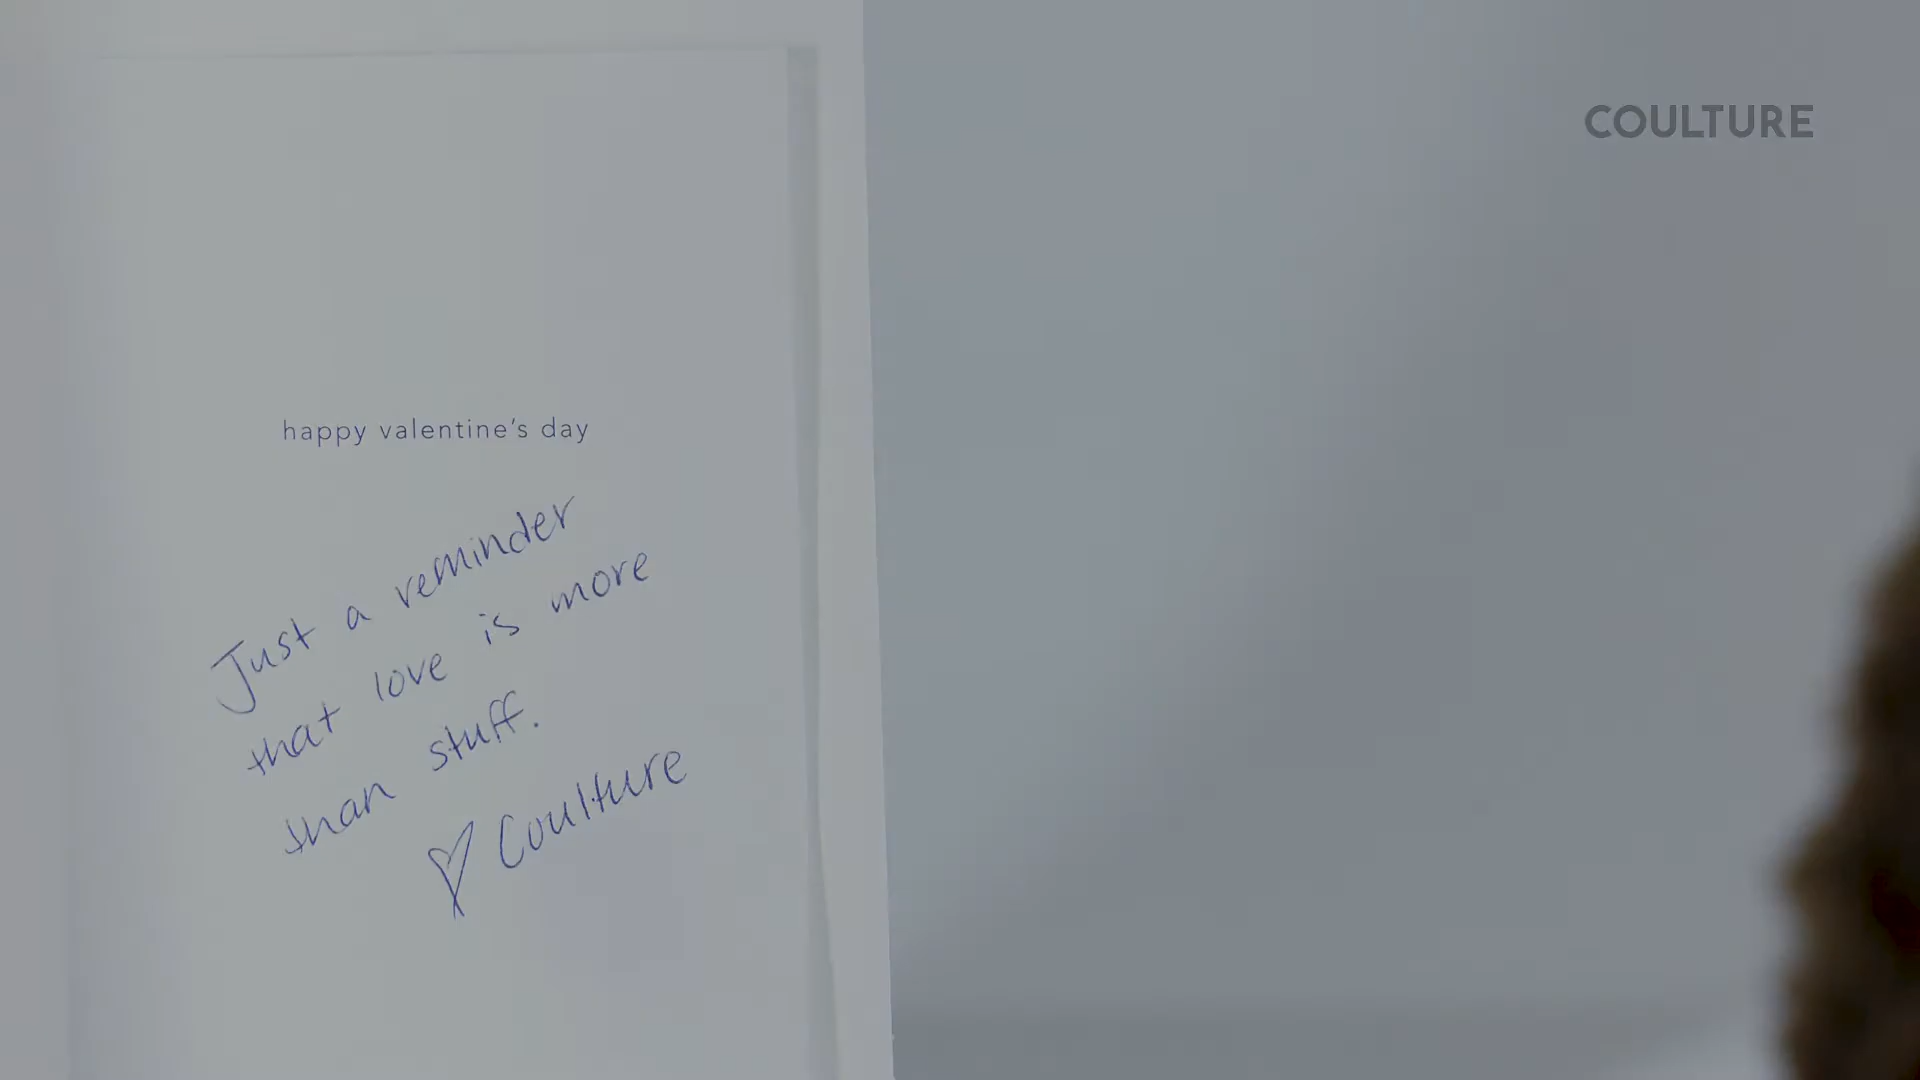 COULTURE
happy valentine's day
Just a reminder
that love is more
than stuff.
♡ Coulture